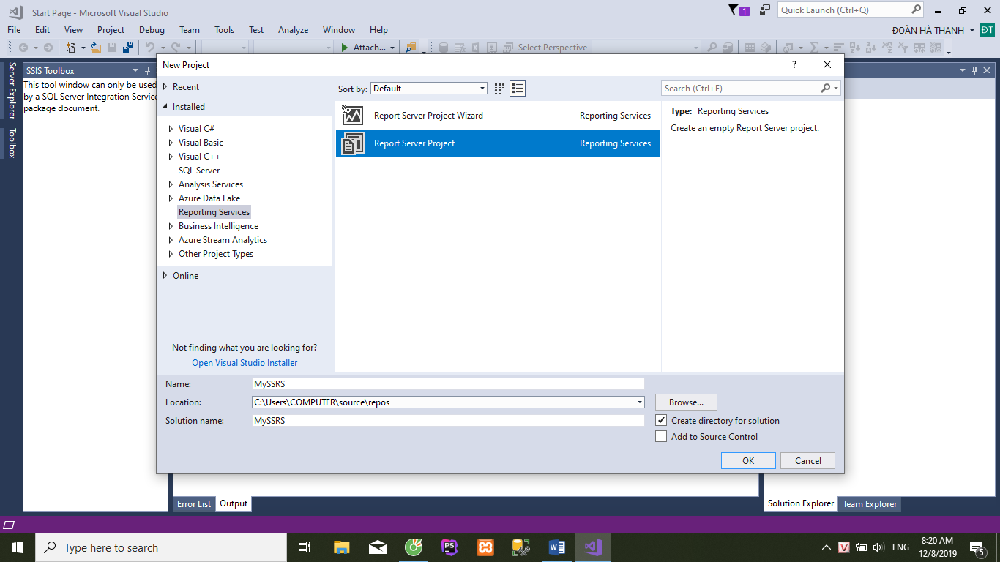 Start Page - Microsoft Visual Studio
1
Quick Launch (Ctrl+Q)
File Edit View Project Debug Team Tools Test Analyze Window Help
ĐOÀN HÀ THANH ĐT
Attach...
Select Perspective
Server Explorer
Toolbox
SSIS Toolbox
This tool window can only be used
by a SQL Server Integration Service
package document.
New Project
?
Recent
Installed
Visual C#
Visual Basic
Visual C++
SQL Server
Analysis Services
Azure Data Lake
Reporting Services
Business Intelligence
Azure Stream Analytics
Other Project Types
Online
Not finding what you are looking for?
Open Visual Studio Installer
Sort by: Default
Search (Ctrl+E)
Report Server Project Wizard Reporting Services
Report Server Project Reporting Services
Type: Reporting Services
Create an empty Report Server project.
Name: MySSRS
Location: C:\Users\COMPUTER\source\repos Browse...
Solution name: MySSRS
Create directory for solution
Add to Source Control
OK Cancel
Error List Output
Solution Explorer Team Explorer
Type here to search
PS
W
V
ENG
8:20 AM
12/8/2019
5